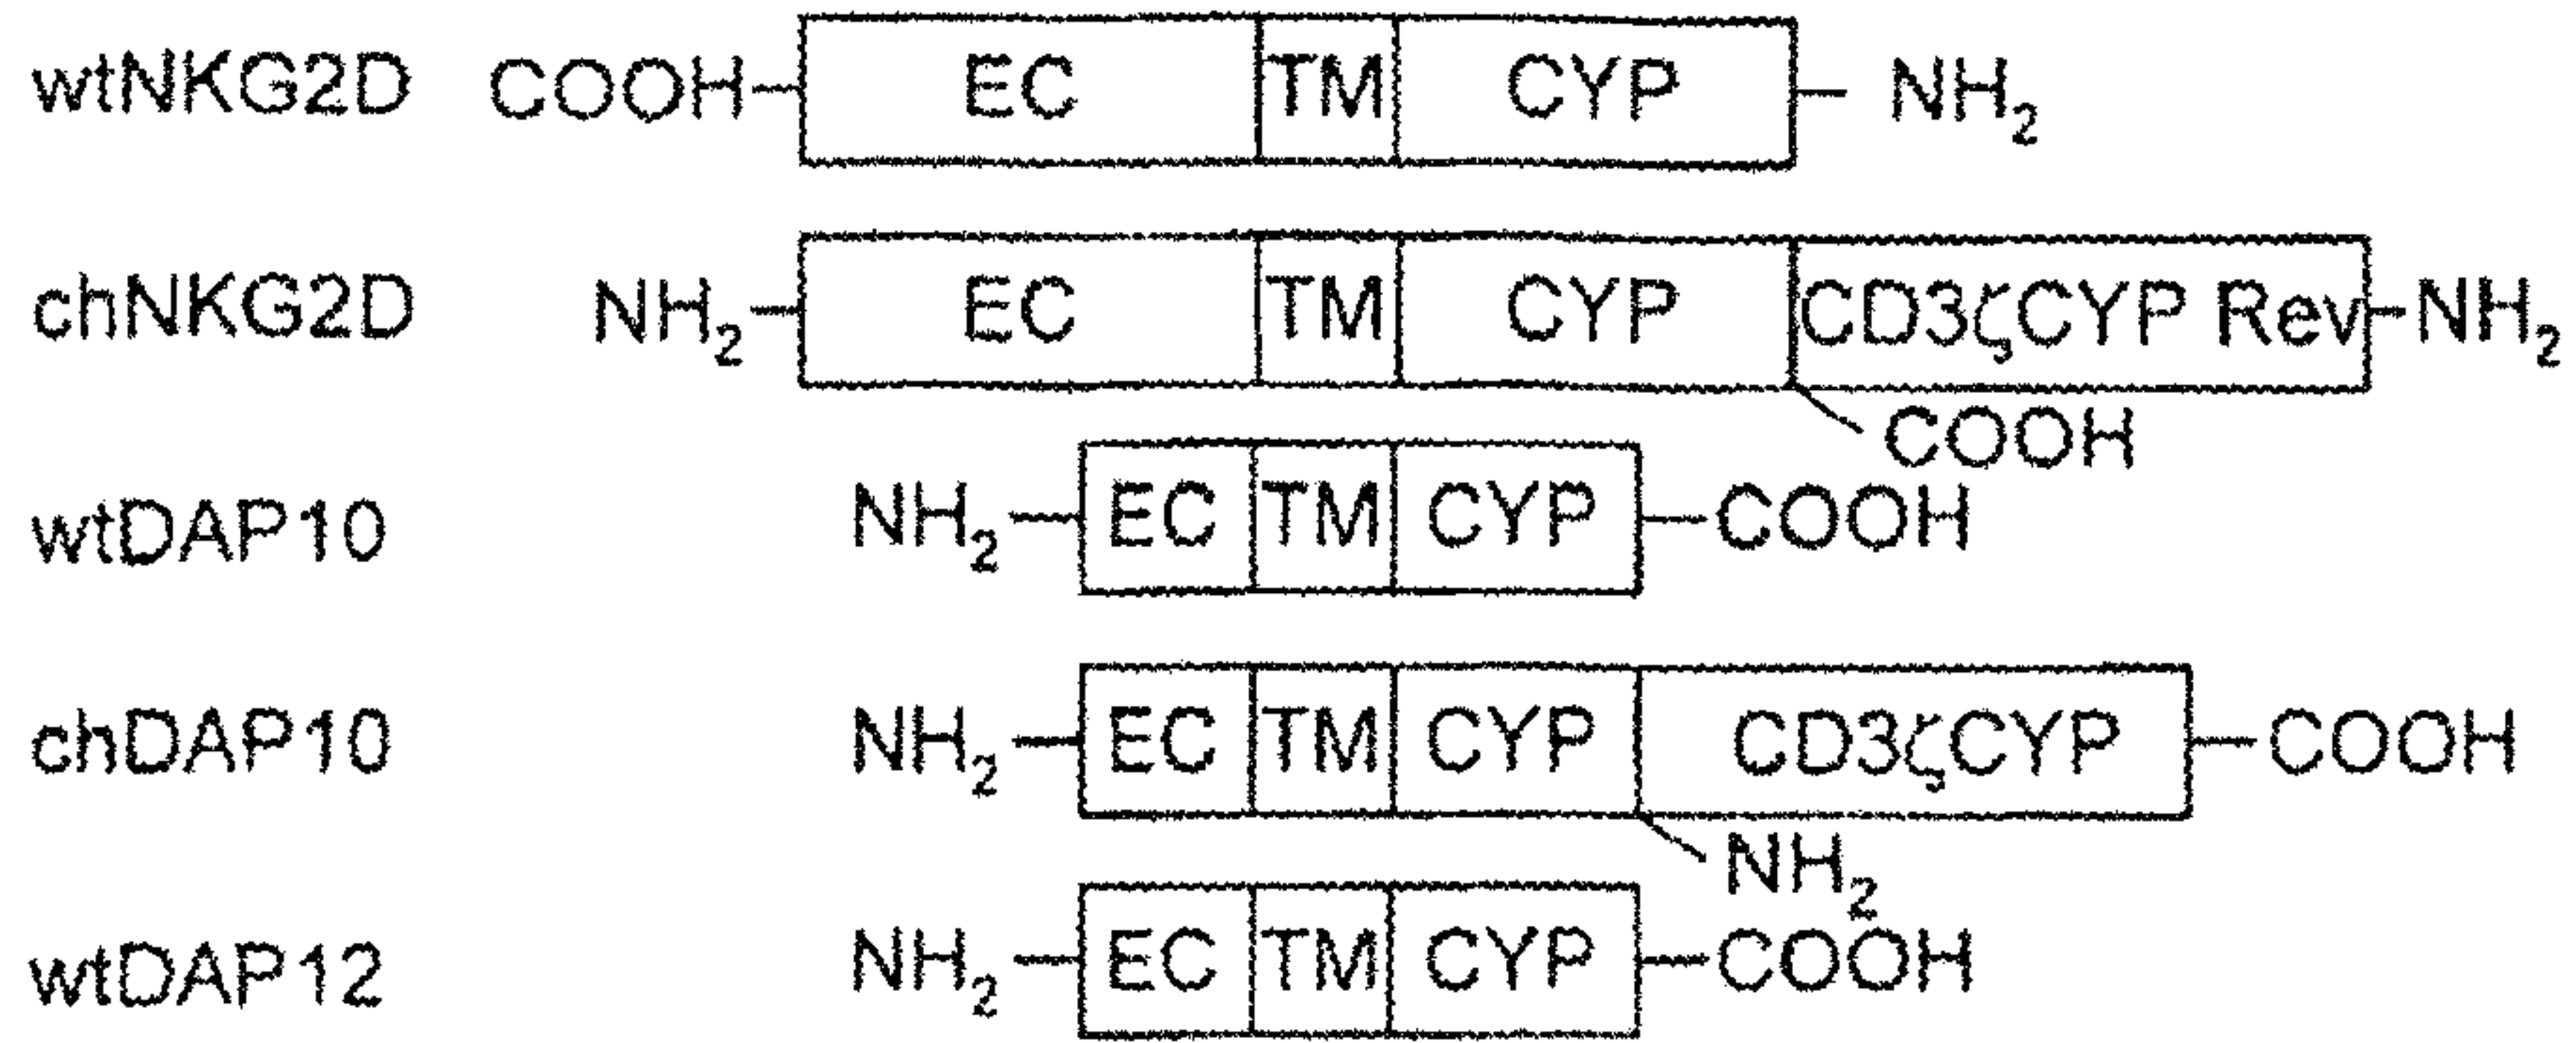 wtNKG2D COOH EC TM CYP NH2
chNKG2D NH2 EC TM CYP CD3ζCYP Rev NH2
COOH
wtDAP10 NH2 EC TM CYP COOH
chDAP10 NH2 EC TM CYP CD3ζCYP COOH
NH2
wtDAP12 NH2 EC TM CYP COOH